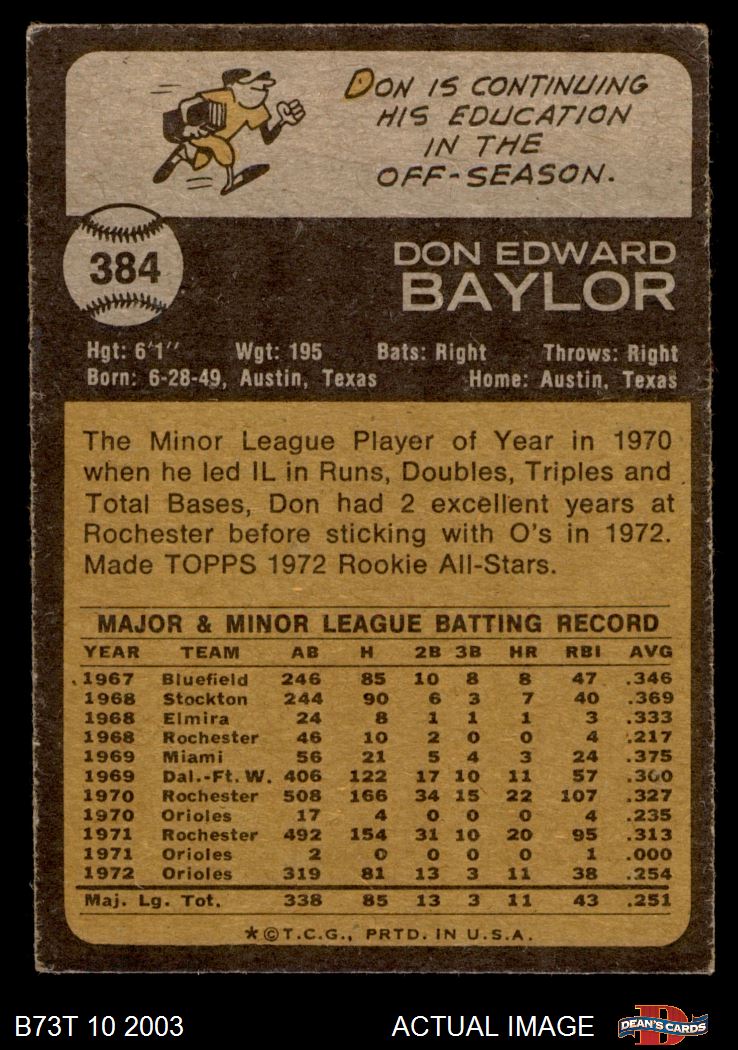 DON IS CONTINUING
HIS EDUCATION
IN THE
OFF-SEASON.
384
DON EDWARD
BAYLOR
Hgt: 6'1" Wgt: 195 Bats: Right Throws: Right
Born: 6-28-49, Austin, Texas Home: Austin, Texas
The Minor League Player of Year in 1970
when he led IL in Runs, Doubles, Triples and
Total Bases, Don had 2 excellent years at
Rochester before sticking with O's in 1972.
Made TOPPS 1972 Rookie All-Stars.
MAJOR & MINOR LEAGUE BATTING RECORD
YEAR TEAM AB H 2B 3B HR RBI AVG
1967 Bluefield 246 85 10 8 8 47 .346
1968 Stockton 244 90 6 3 7 40 .369
1968 Elmira 24 8 1 1 1 3 .333
1968 Rochester 46 10 2 0 0 4 .217
1969 Miami 56 21 5 4 3 24 .375
1969 Dal.-Ft. W. 406 122 17 10 11 57 .300
1970 Rochester 508 166 34 15 22 107 .327
1970 Orioles 17 4 0 0 0 4 .235
1971 Rochester 492 154 31 10 20 95 .313
1971 Orioles 2 0 0 0 0 1 .000
1972 Orioles 319 81 13 3 11 38 .254
Maj. Lg. Tot. 338 85 13 3 11 43 .251
★©T.C.G., PRTD. IN U.S.A.
B73T 10 2003 ACTUAL IMAGE D DEAN'S CARDS